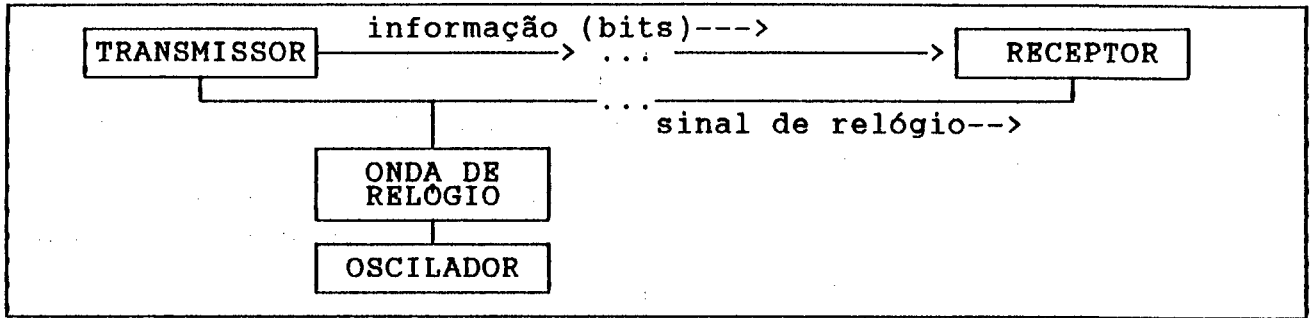 informação (bits)--->
TRANSMISSOR > ... > RECEPTOR
...
sinal de relógio-->
ONDA DE
RELÓGIO
OSCILADOR